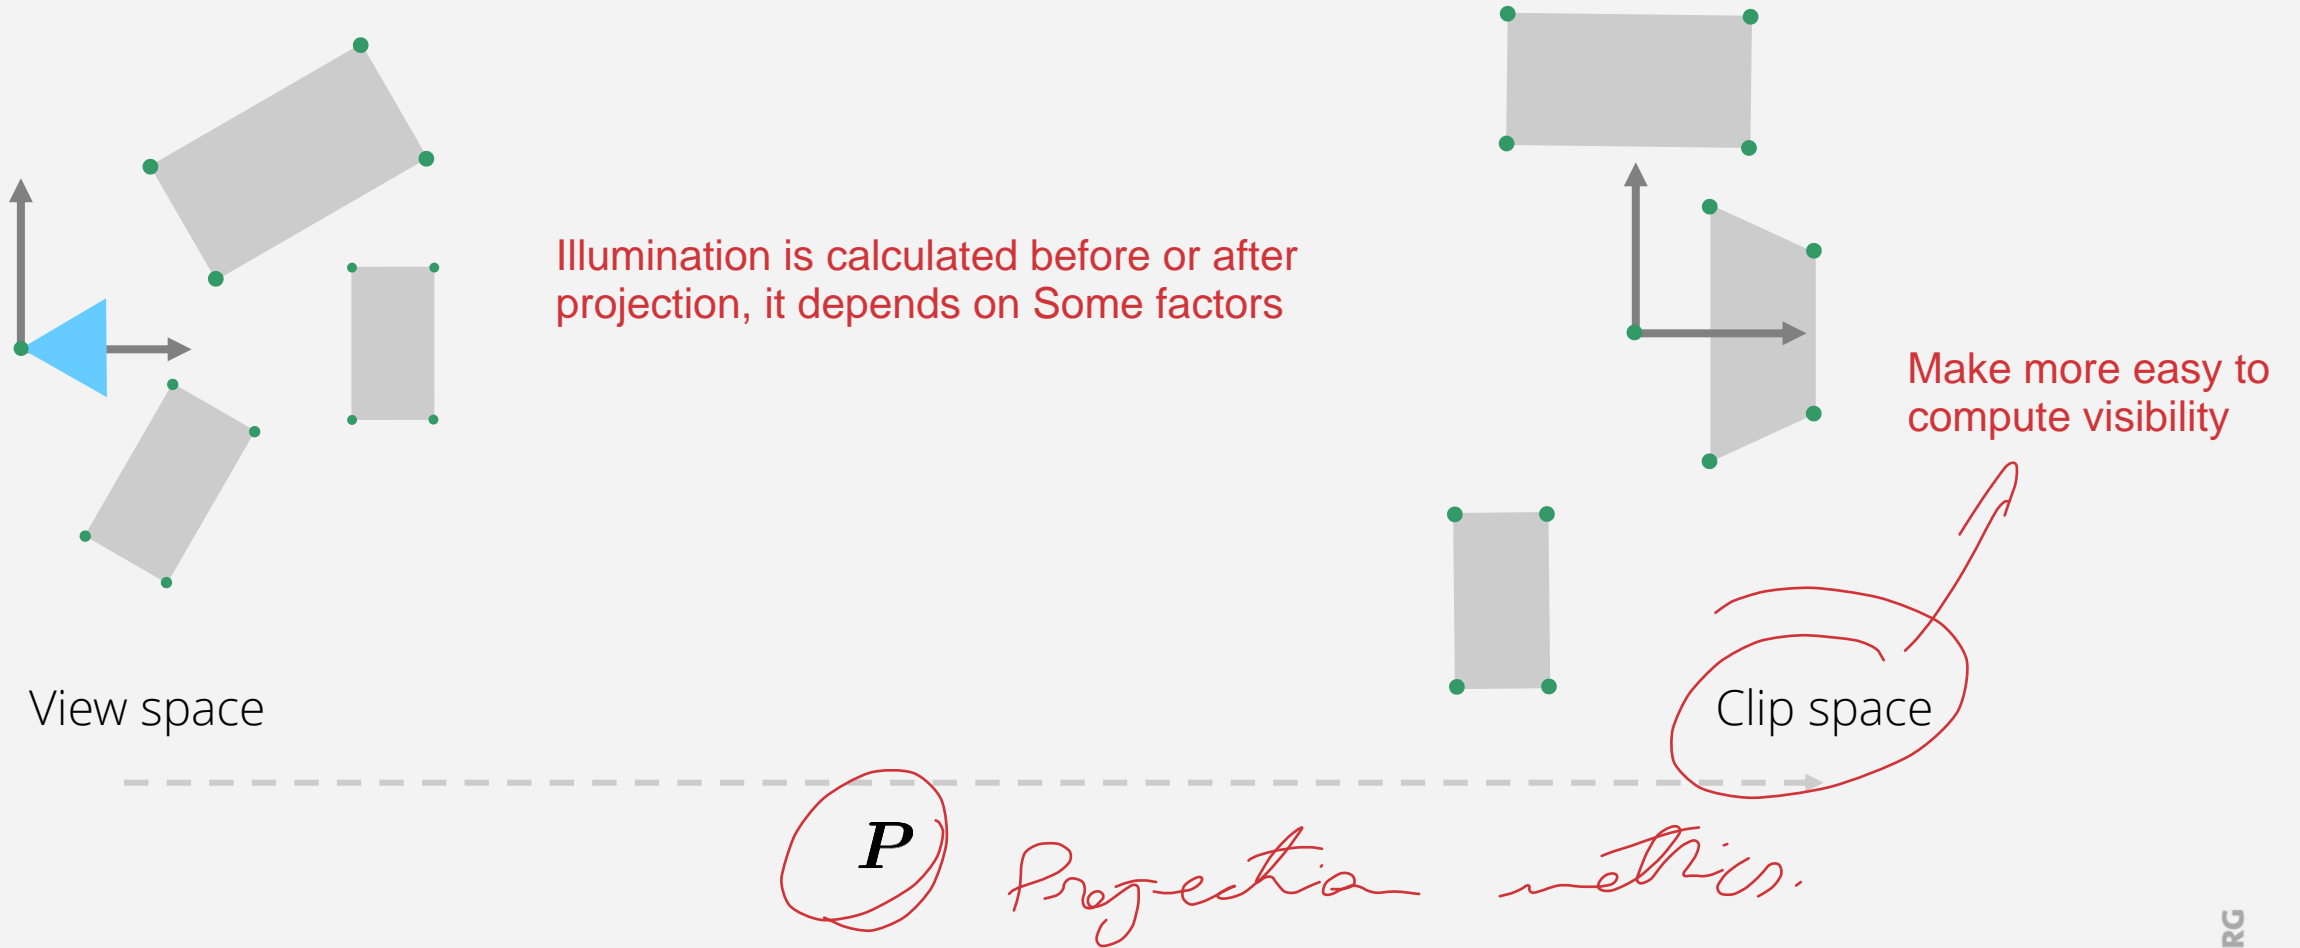 Illumination is calculated before or after
projection, it depends on Some factors
Make more easy to
compute visibility
View space
Clip space
P
Projection
RG